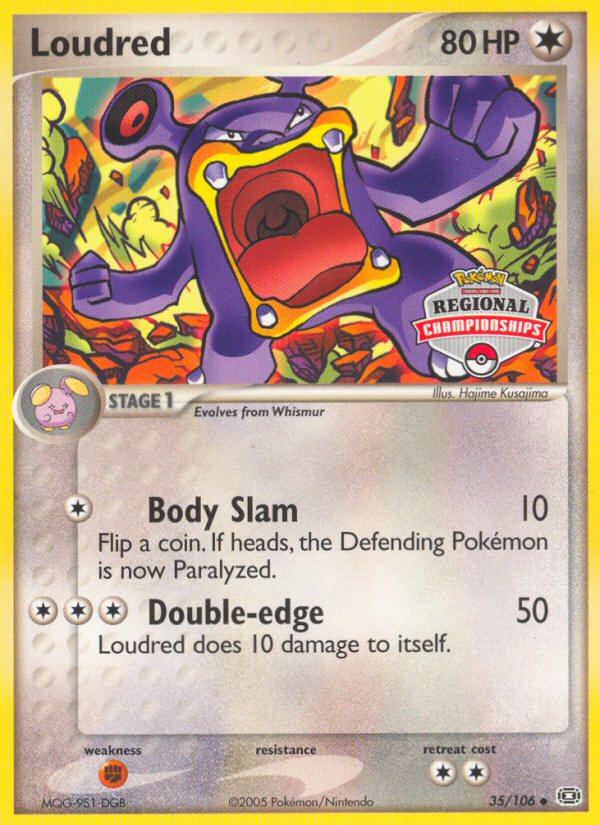 Loudred
80 HP
Pokémon
TRADING CARD GAME
REGIONAL
CHAMPIONSHIPS
Illus. Hajime Kusajima
STAGE 1
Evolves from Whismur
Body Slam 10
Flip a coin. If heads, the Defending Pokémon
is now Paralyzed.
Double-edge 50
Loudred does 10 damage to itself.
weakness resistance retreat cost
MQG-951-DGB ©2005 Pokémon/Nintendo 35/106